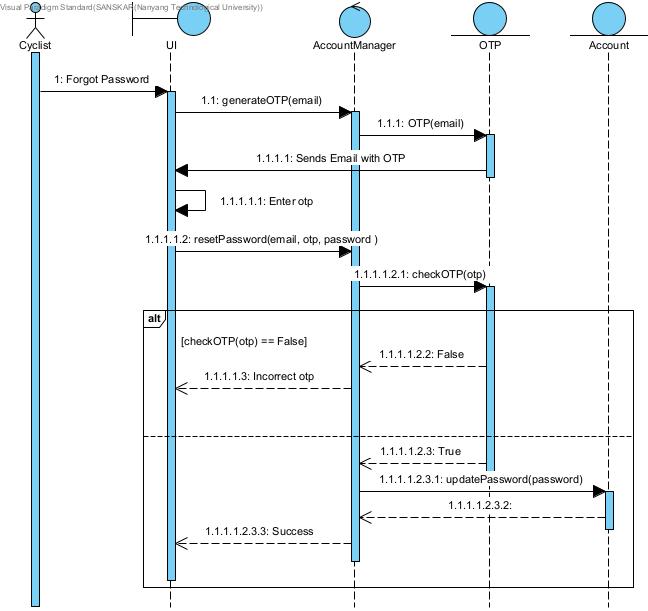 Visual Paradigm Standard(SANSKAR(Nanyang Technological University))
Cyclist
UI
AccountManager
OTP
Account
1: Forgot Password
1.1: generateOTP(email)
1.1.1: OTP(email)
1.1.1.1: Sends Email with OTP
1.1.1.1.1: Enter otp
1.1.1.1.2: resetPassword(email, otp, password )
1.1.1.1.2.1: checkOTP(otp)
alt
[checkOTP(otp) == False]
1.1.1.1.2.2: False
1.1.1.1.3: Incorrect otp
1.1.1.1.2.3: True
1.1.1.1.2.3.1: updatePassword(password)
1.1.1.1.2.3.2:
1.1.1.1.2.3.3: Success